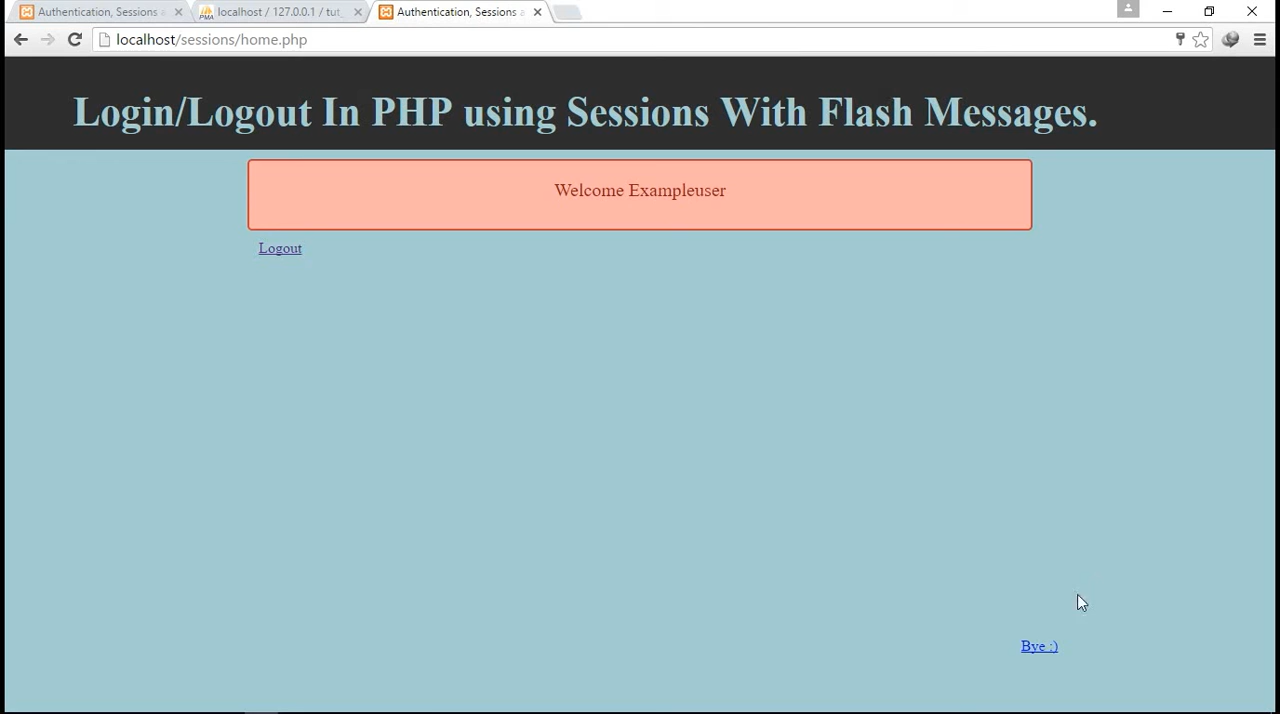 Authentication, Sessions a
localhost / 127.0.0.1 / tut_
Authentication, Sessions a
localhost/sessions/home.php
Login/Logout In PHP using Sessions With Flash Messages.
Welcome Exampleuser
Logout
Bye :)